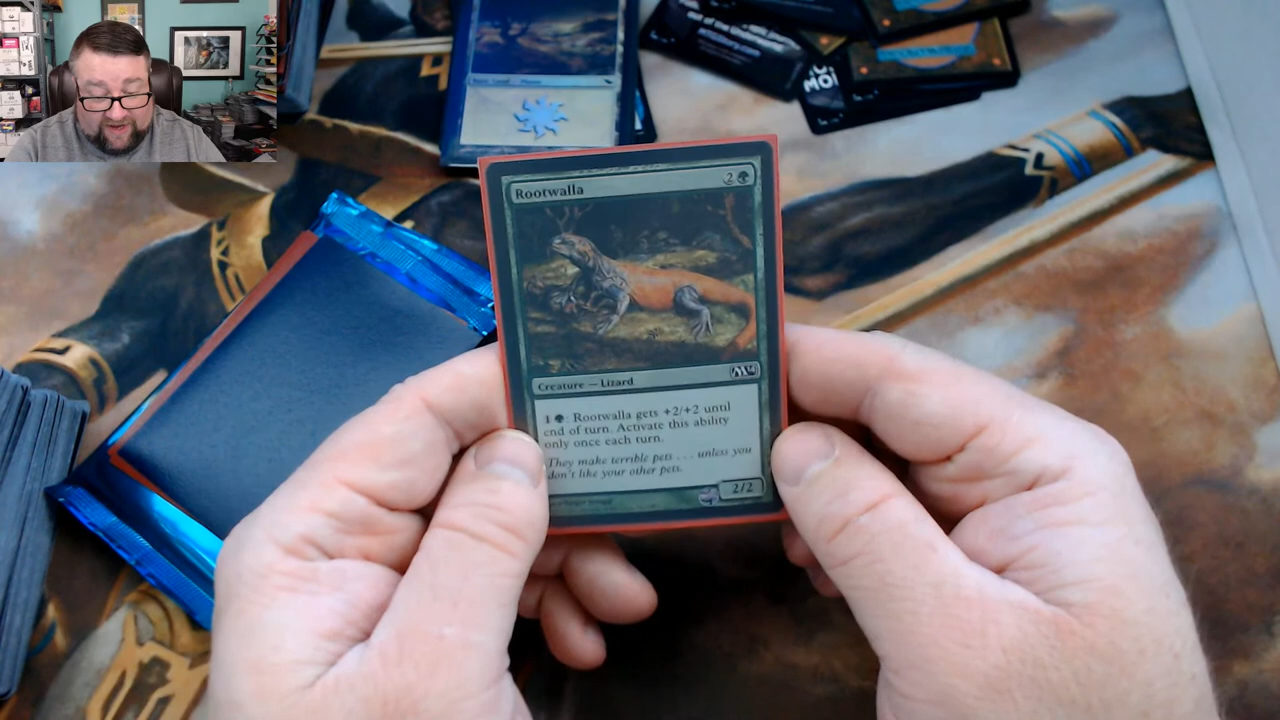 Rootwalla
2
Creature — Lizard
M14
1 : Rootwalla gets +2/+2 until
end of turn. Activate this ability
only once each turn.
They make terrible pets . . . unless you
don't like your other pets.
2/2